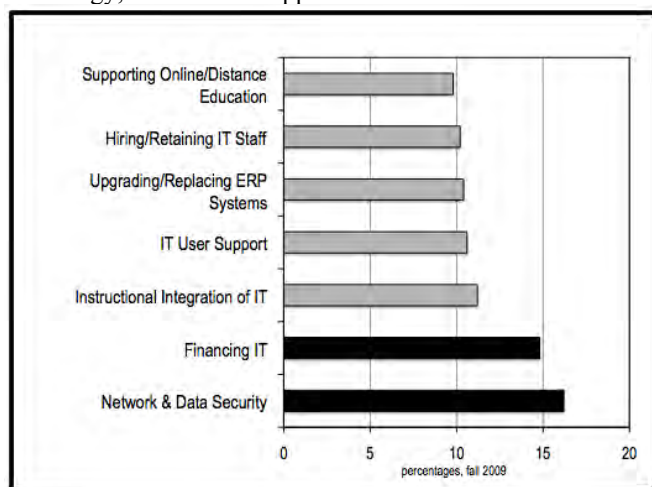 Supporting Online/Distance
Education
Hiring/Retaining IT Staff
Upgrading/Replacing ERP
Systems
IT User Support
Instructional Integration of IT
Financing IT
Network & Data Security
0 5 10 15 20
percentages, fall 2009